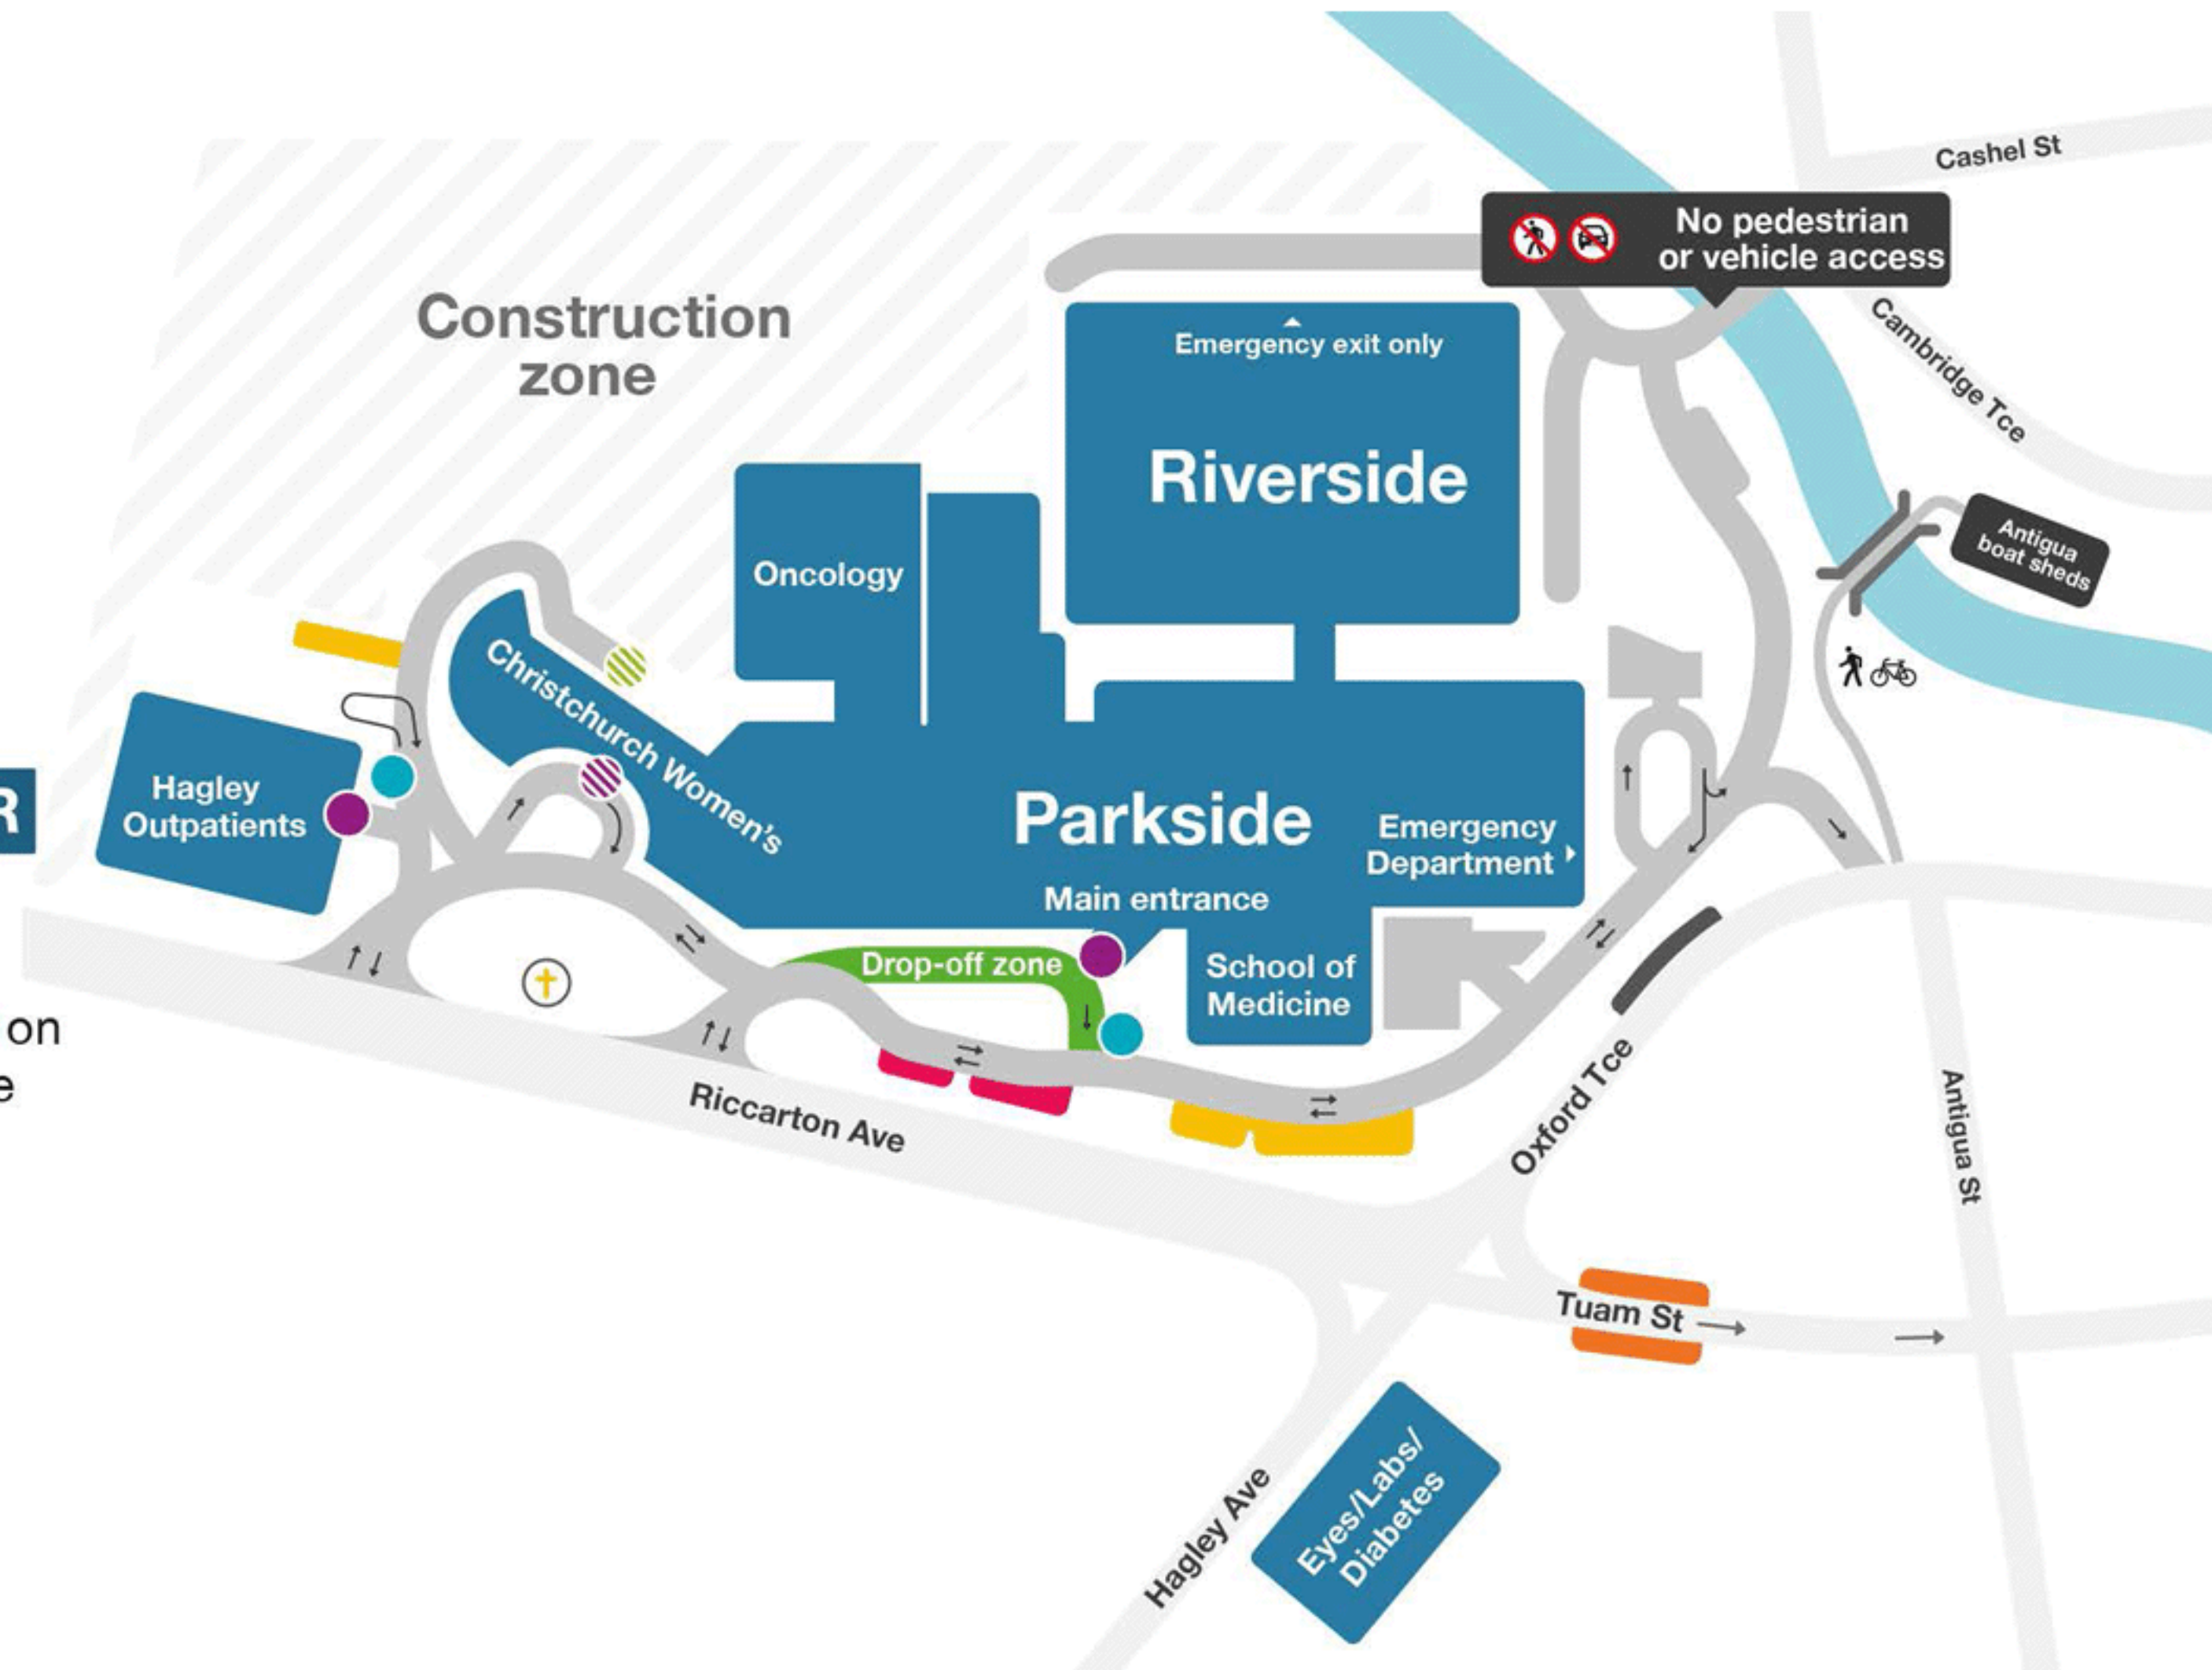 Cashel St
No pedestrian
or vehicle access
Construction
zone
Emergency exit only
Cambridge Tce
Riverside
Antigua
boat sheds
Oncology
Christchurch Women's
Hagley
Outpatients
R
Parkside
Emergency
Department
Main entrance
Drop-off zone
School of
Medicine
on
e
Riccarton Ave
Oxford Tce
Antigua St
Tuam St
Eyes/Labs/
Diabetes
Hagley Ave